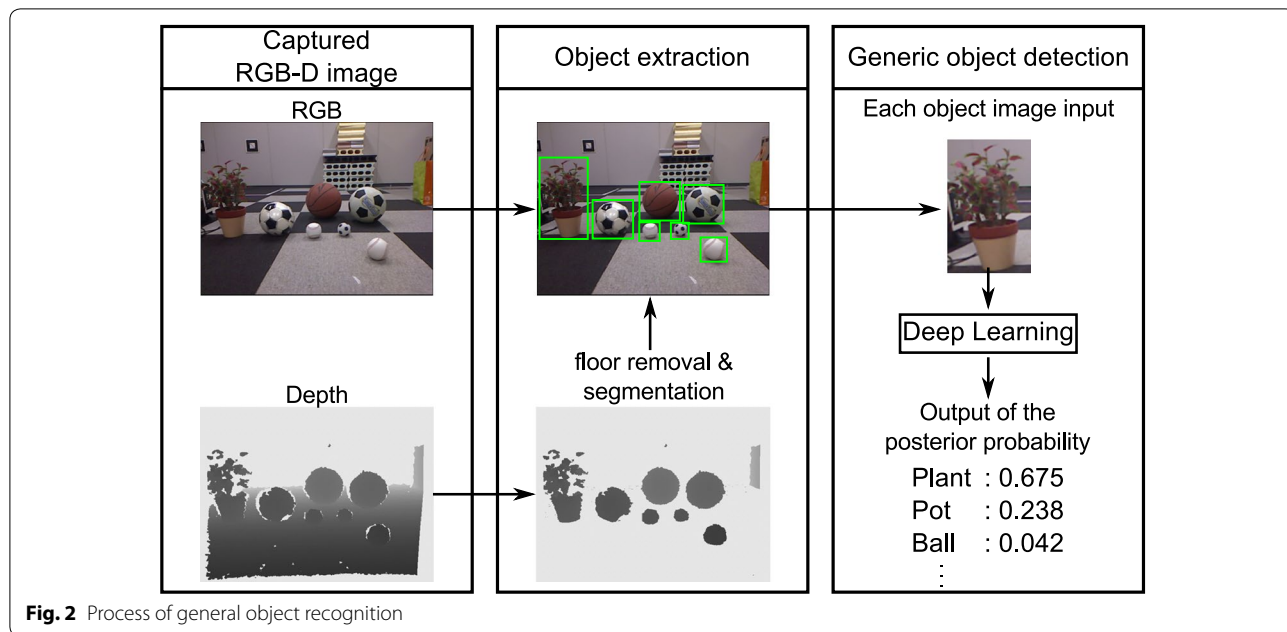 Captured
RGB-D image
RGB
Depth
Object extraction
floor removal &
segmentation
Generic object detection
Each object image input
Deep Learning
Output of the
posterior probability
Plant : 0.675
Pot : 0.238
Ball : 0.042
⋮
Fig. 2 Process of general object recognition